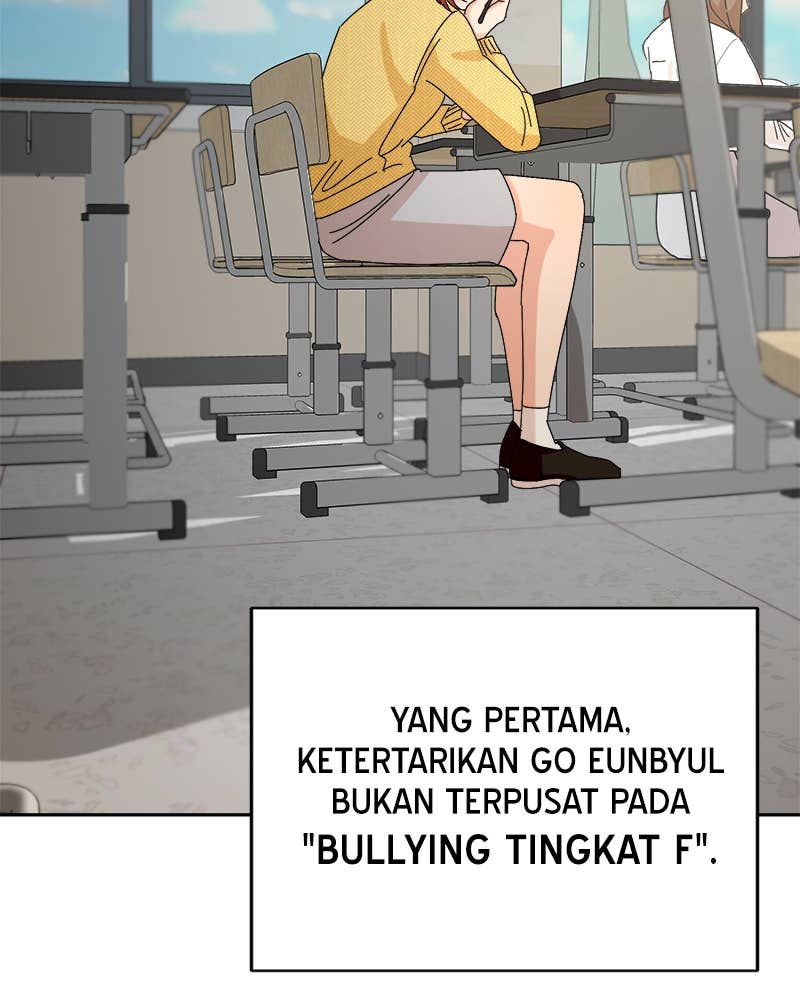 YANG PERTAMA,
KETERTARIKAN GO EUNBYUL
BUKAN TERPUSAT PADA
"BULLYING TINGKAT F".